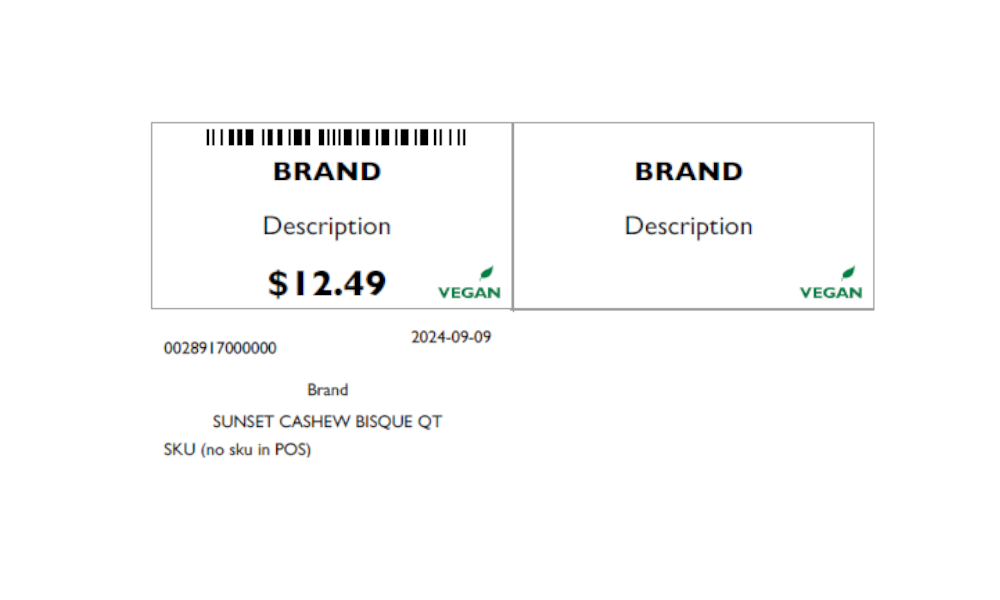 BRAND
Description
$12.49
VEGAN
BRAND
Description
VEGAN
2024-09-09
0028917000000
Brand
SUNSET CASHEW BISQUE QT
SKU (no sku in POS)